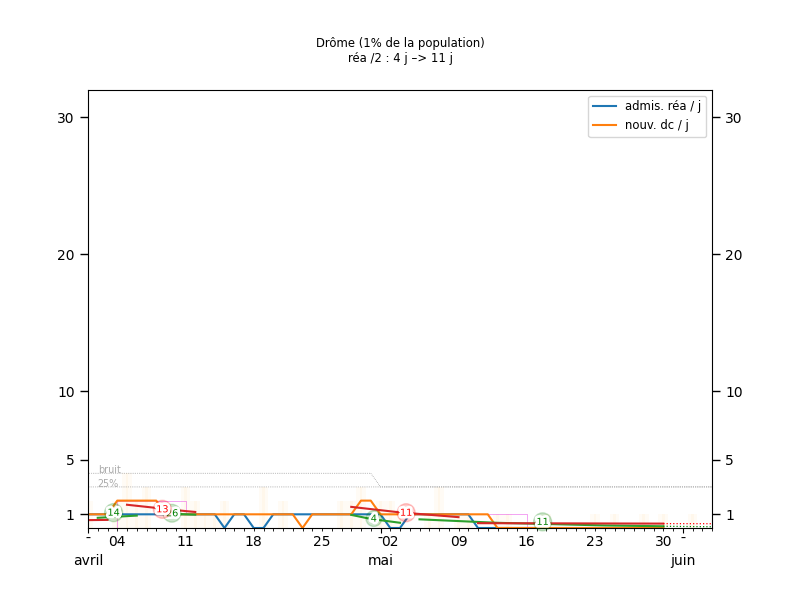 Drôme (1% de la population)
réa /2 : 4 j –> 11 j
admis. réa / j
nouv. dc / j
30 30
20 20
10 10
5 5
1 1
bruit
25%
14 13 26 4 11 11
- 04 11 18 25 - 02 09 16 23 30 -
avril mai juin